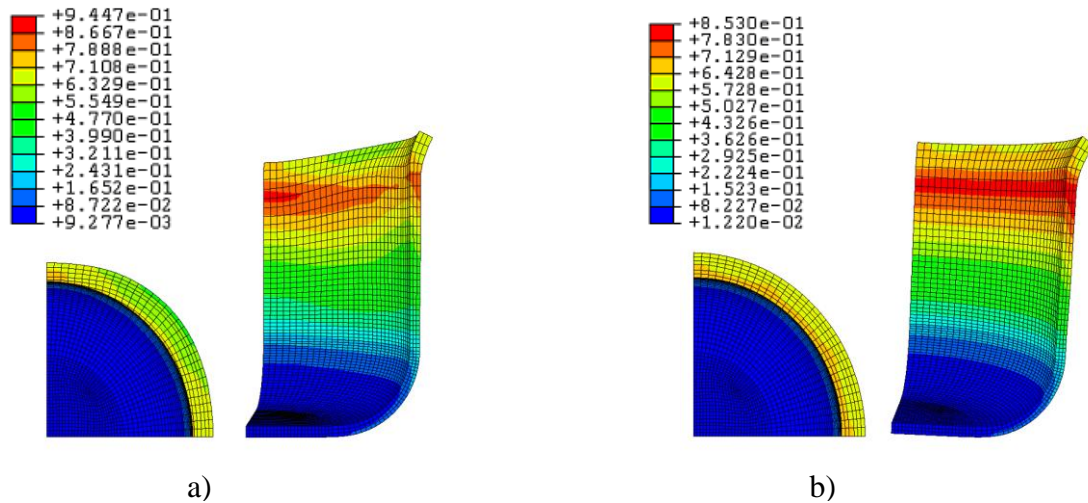 +9.447e-01
+8.667e-01
+7.888e-01
+7.108e-01
+6.329e-01
+5.549e-01
+4.770e-01
+3.990e-01
+3.211e-01
+2.431e-01
+1.652e-01
+8.722e-02
+9.277e-03
+8.530e-01
+7.830e-01
+7.129e-01
+6.428e-01
+5.728e-01
+5.027e-01
+4.326e-01
+3.626e-01
+2.925e-01
+2.224e-01
+1.523e-01
+8.227e-02
+1.220e-02
a)
b)